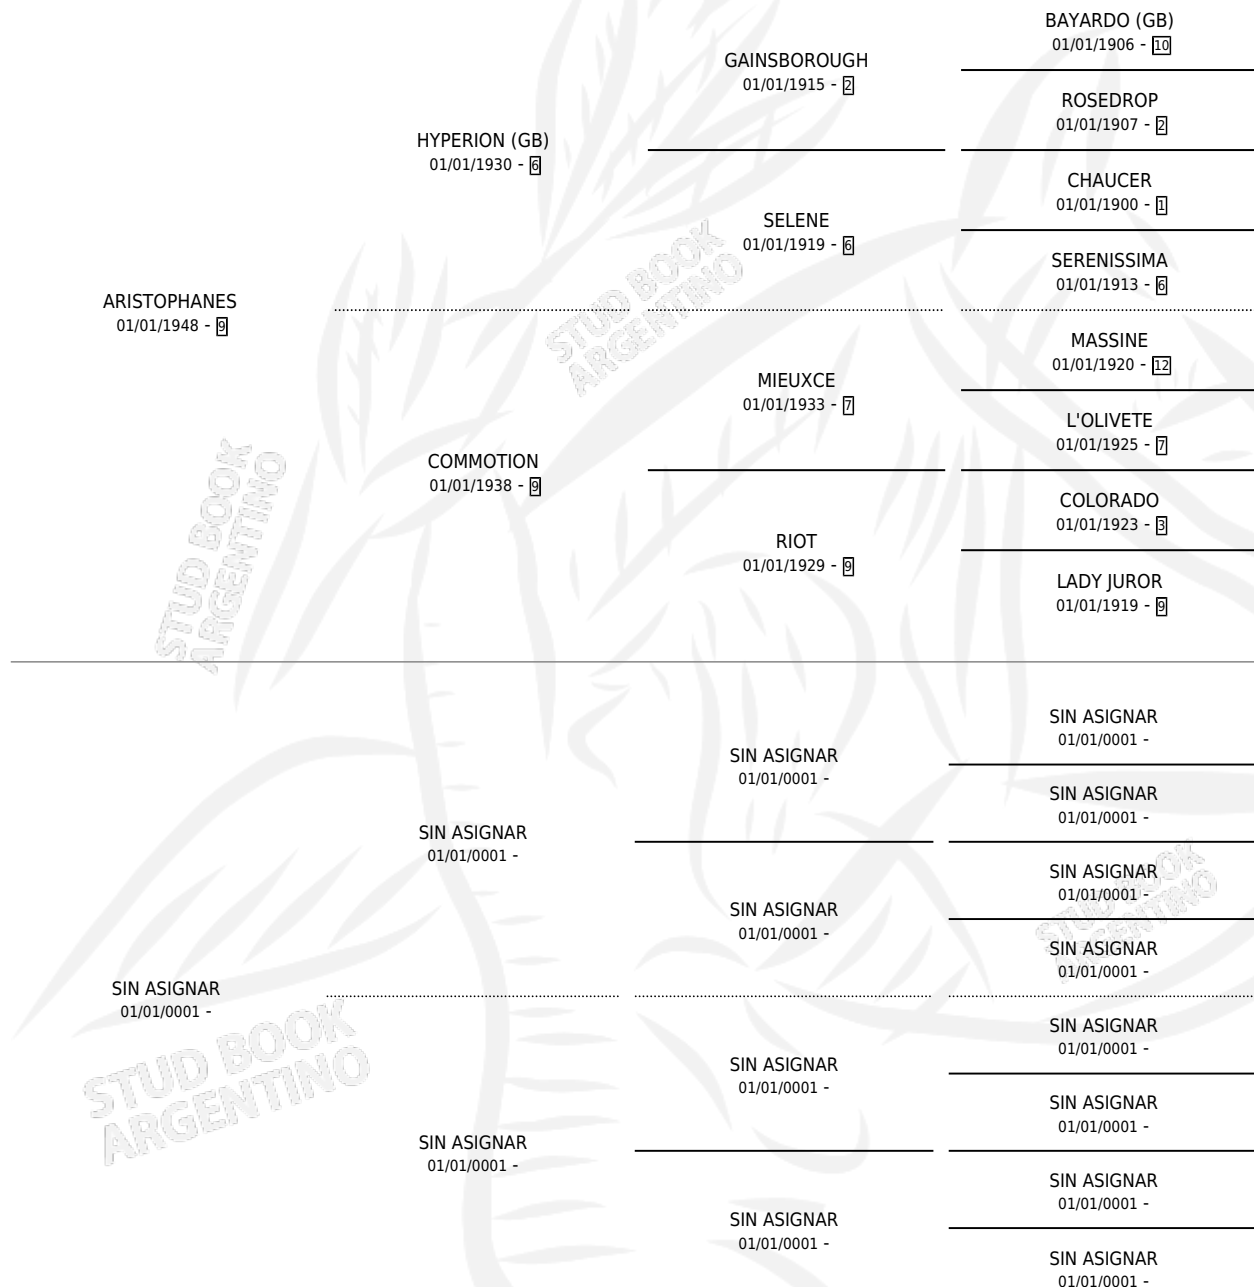 BAYARDO (GB)
01/01/1906 - 10
GAINSBOROUGH
01/01/1915 - 2
ROSEDROP
01/01/1907 - 2
HYPERION (GB)
01/01/1930 - 6
CHAUCER
01/01/1900 - 1
SELENE
01/01/1919 - 6
SERENISSIMA
01/01/1913 - 6
ARISTOPHANES
01/01/1948 - 9
MASSINE
01/01/1920 - 12
MIEUXCE
01/01/1933 - 7
L'OLIVETE
01/01/1925 - 7
COMMOTION
01/01/1938 - 9
COLORADO
01/01/1923 - 3
RIOT
01/01/1929 - 9
LADY JUROR
01/01/1919 - 9
STUD BOOK
ARGENTINO
STUD BOOK
ARGENTINO
SIN ASIGNAR
01/01/0001 -
SIN ASIGNAR
01/01/0001 -
SIN ASIGNAR
01/01/0001 -
SIN ASIGNAR
01/01/0001 -
SIN ASIGNAR
01/01/0001 -
SIN ASIGNAR
01/01/0001 -
SIN ASIGNAR
01/01/0001 -
SIN ASIGNAR
01/01/0001 -
SIN ASIGNAR
01/01/0001 -
SIN ASIGNAR
01/01/0001 -
SIN ASIGNAR
01/01/0001 -
SIN ASIGNAR
01/01/0001 -
SIN ASIGNAR
01/01/0001 -
SIN ASIGNAR
01/01/0001 -
SIN ASIGNAR
01/01/0001 -
STUD BOOK
ARGENTINO
STUD BOOK
ARGENTINO